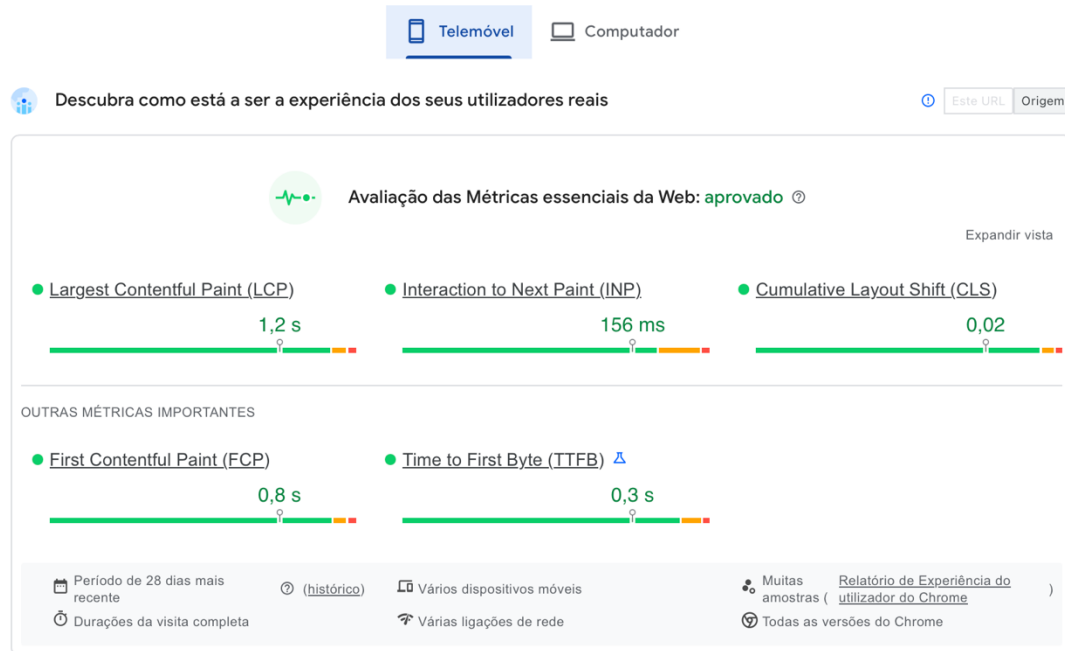 Telemóvel
Computador
Descubra como está a ser a experiência dos seus utilizadores reais
Este URL
Origem
Avaliação das Métricas essenciais da Web: aprovado
Expandir vista
Largest Contentful Paint (LCP)
1,2 s
Interaction to Next Paint (INP)
156 ms
Cumulative Layout Shift (CLS)
0,02
OUTRAS MÉTRICAS IMPORTANTES
First Contentful Paint (FCP)
0,8 s
Time to First Byte (TTFB)
0,3 s
Período de 28 dias mais
recente
(histórico)
Vários dispositivos móveis
Muitas
amostras (
Relatório de Experiência do
utilizador do Chrome
)
Durações da visita completa
Várias ligações de rede
Todas as versões do Chrome